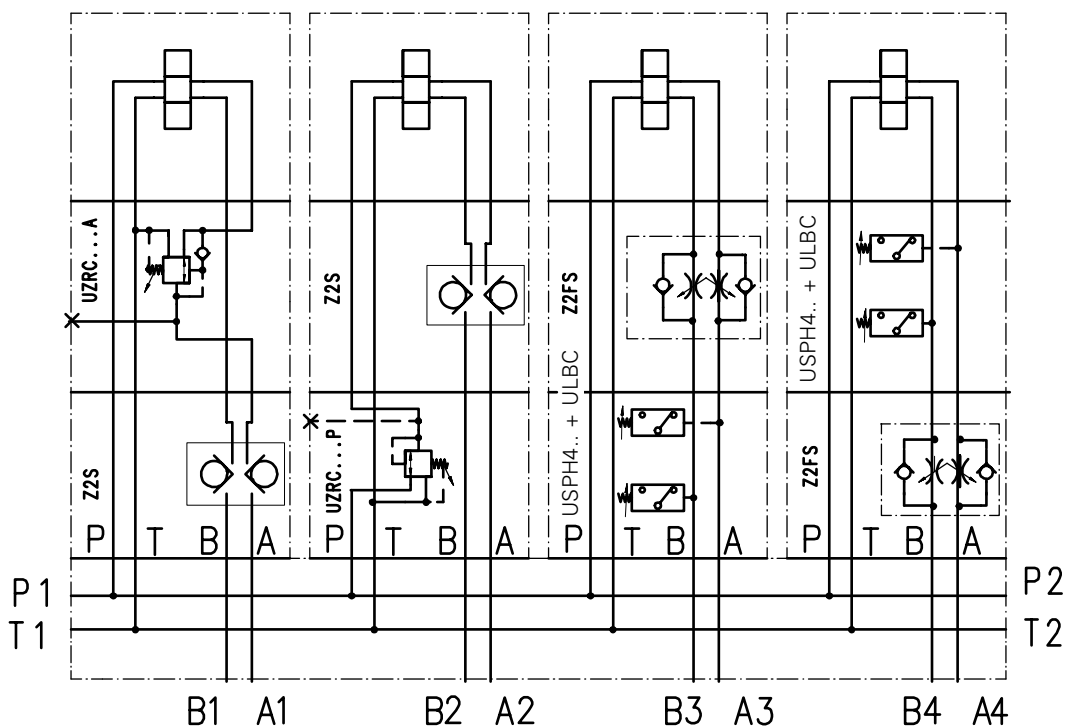 UZRC...A
Z2S
Z2S
UZRC...P
Z2FS
USPH4.. + ULBC
USPH4.. + ULBC
Z2FS
P T B A
P T B A
P T B A
P T B A
P1
P2
T1
T2
B1 A1 B2 A2 B3 A3 B4 A4